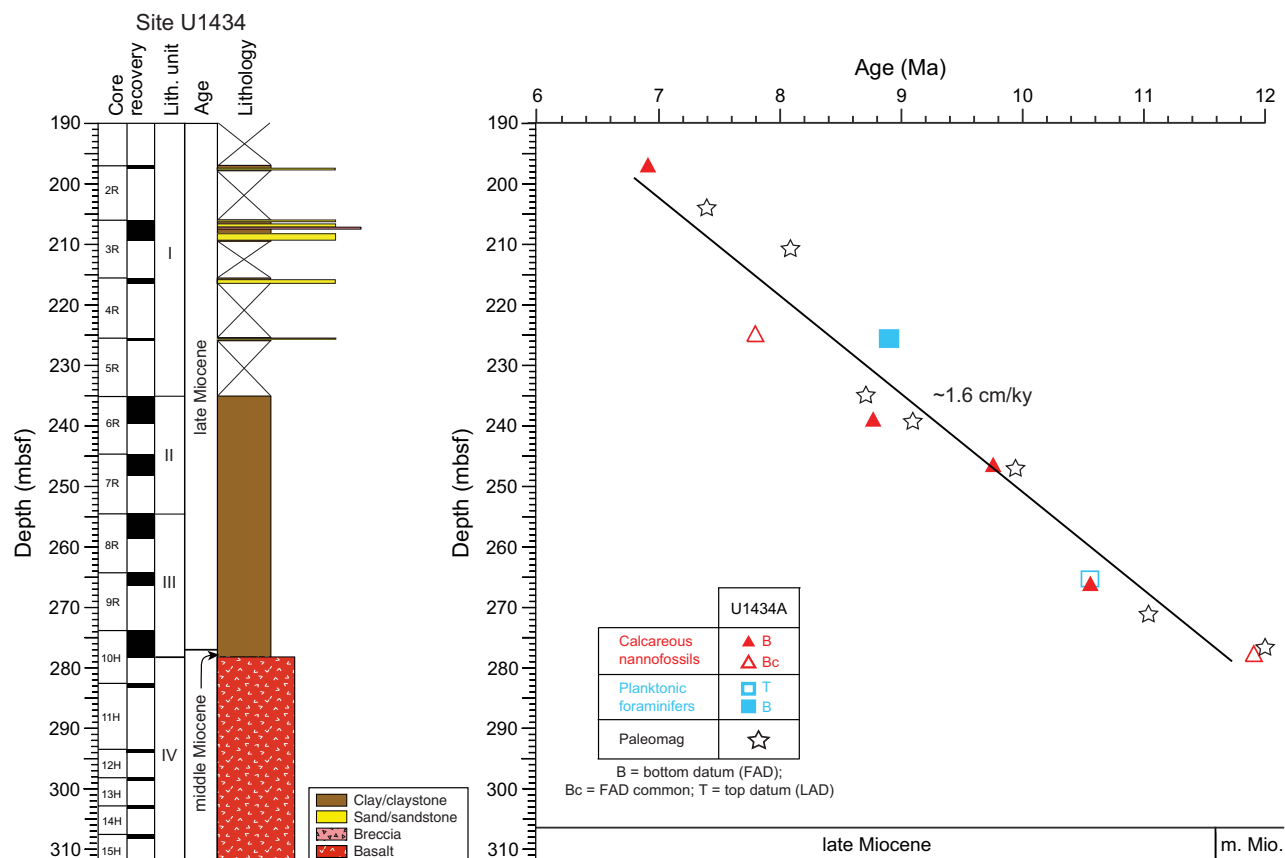 Site U1434
Core
recovery
Lith. unit
Age
Lithology
Depth (mbsf)
190
200
210
220
230
240
250
260
270
280
290
300
310
2R
3R
4R
5R
6R
7R
8R
9R
10H
11H
12H
13H
14H
15H
I
II
III
IV
late Miocene
middle Miocene
Clay/claystone
Sand/sandstone
Breccia
Basalt
Age (Ma)
6 7 8 9 10 11 12
Depth (mbsf)
190
200
210
220
230
240
250
260
270
280
290
300
310
~1.6 cm/ky
U1434A
Calcareous
nannofossils
B
Bc
Planktonic
foraminifers
T
B
Paleomag
B = bottom datum (FAD);
Bc = FAD common; T = top datum (LAD)
late Miocene
m. Mio.